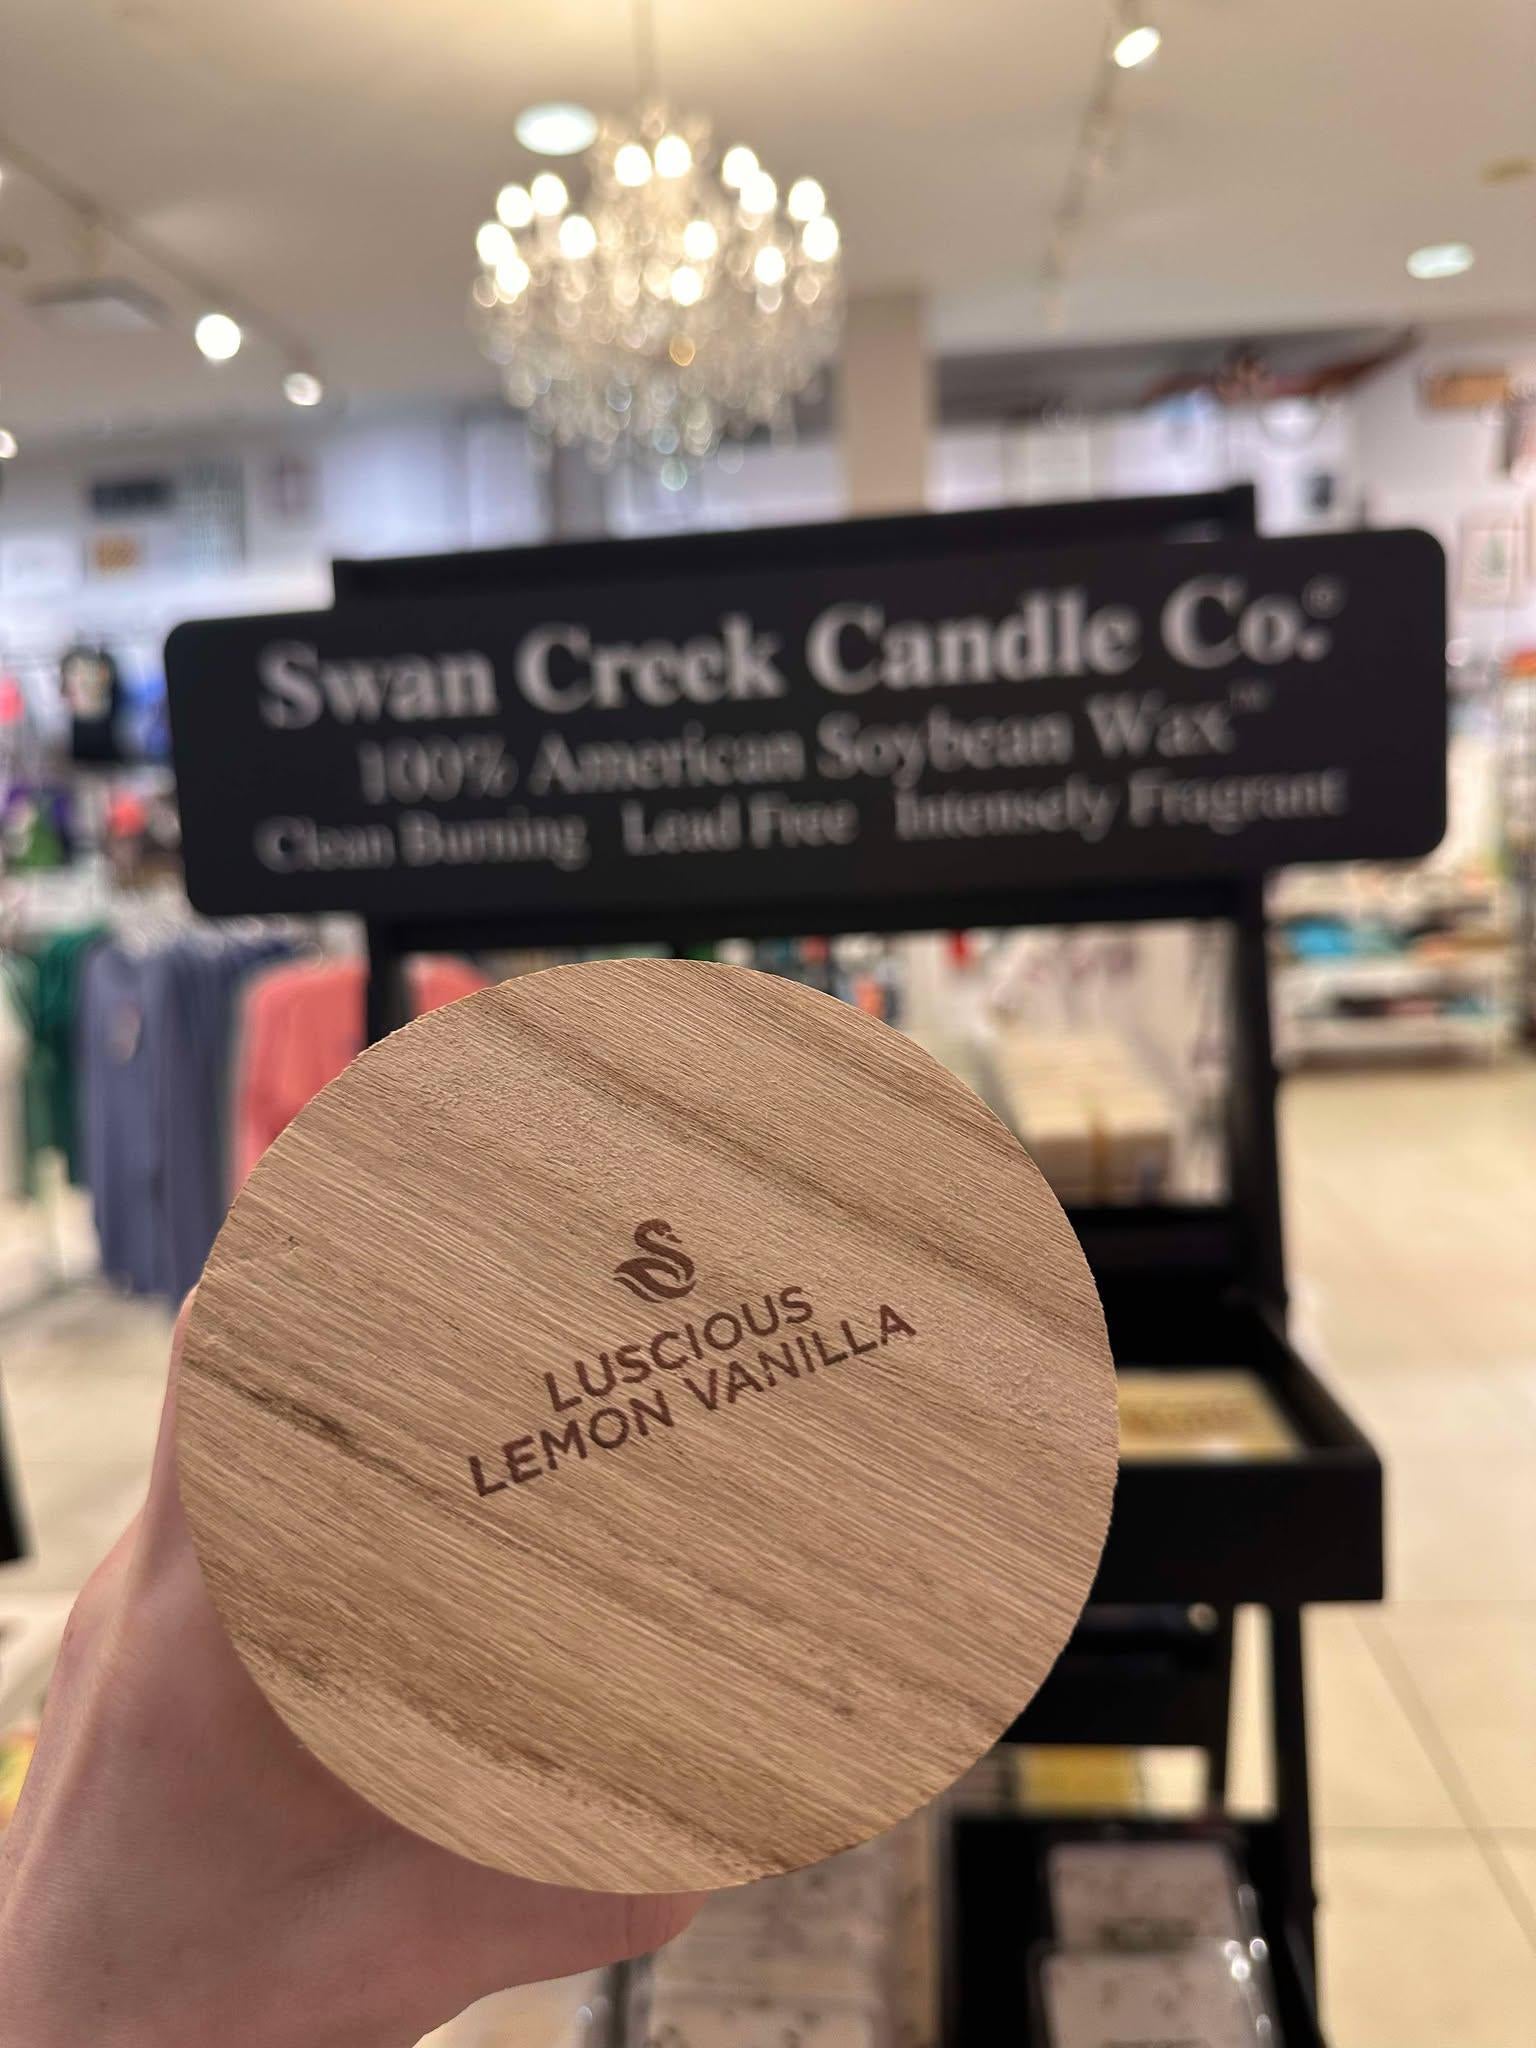 Swan Creek Candle Co.®
100% American Soybean Wax™
Clean Burning Lead Free Intensely Fragrant
LUSCIOUS
LEMON VANILLA